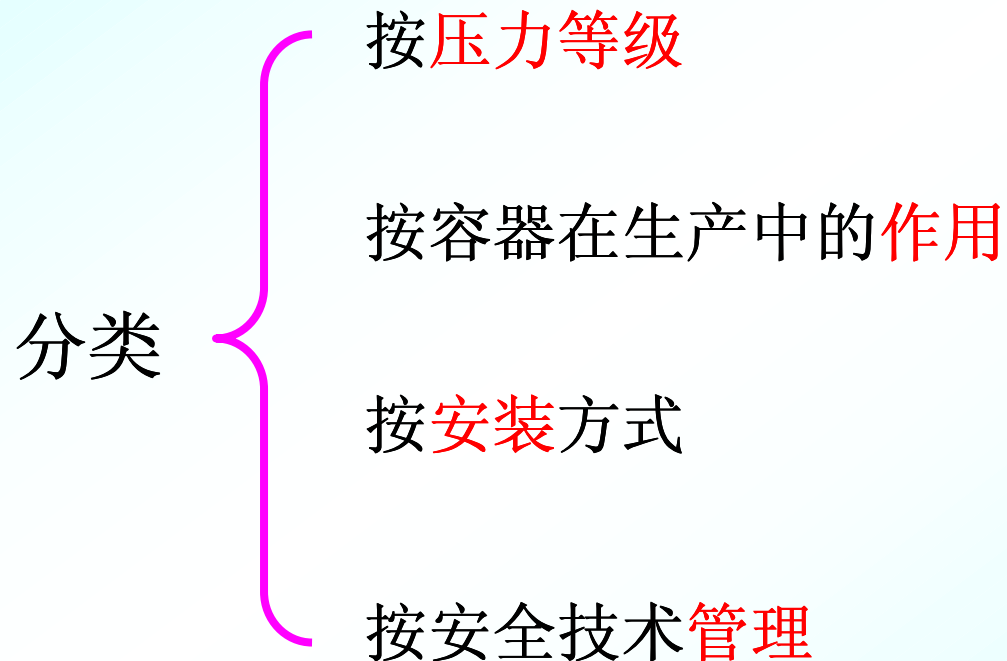 分类
按压力等级
按容器在生产中的作用
按安装方式
按安全技术管理